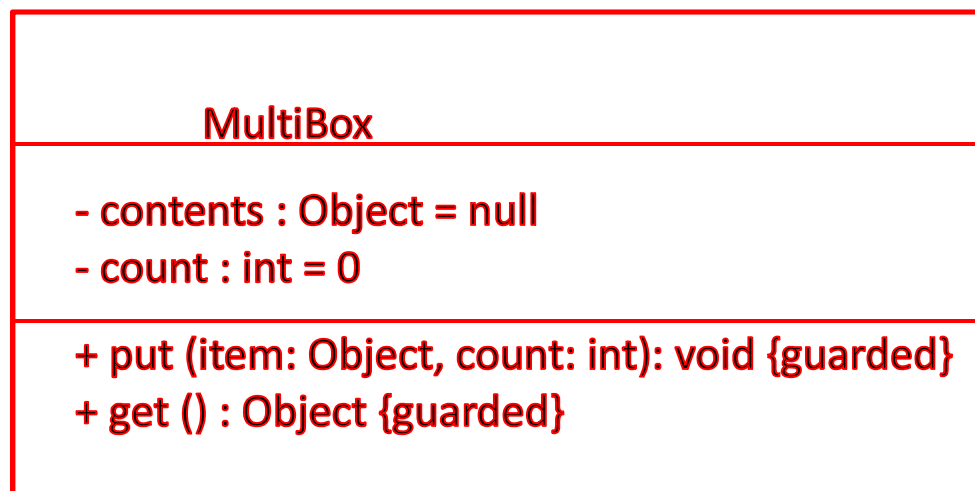 MultiBox
- contents : Object = null
- count : int = 0
+ put (item: Object, count: int): void {guarded}
+ get () : Object {guarded}